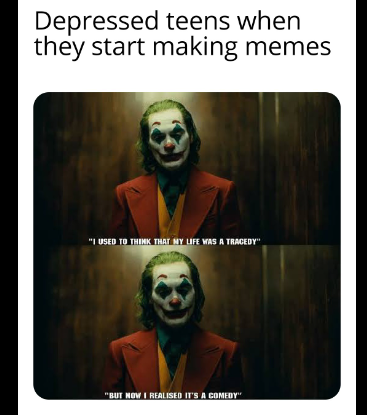 Depressed teens when
they start making memes
"I USED TO THINK THAT MY LIFE WAS A TRAGEDY"
"BUT NOW I REALISED IT'S A COMEDY"